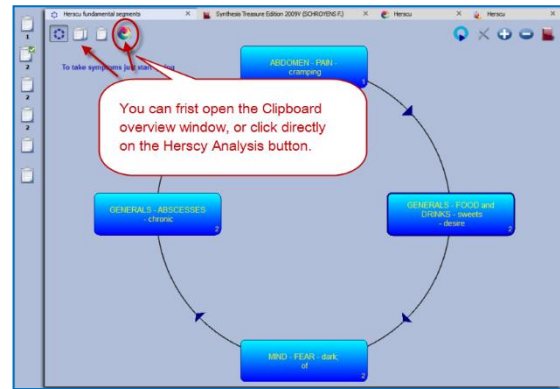 Herscu fundamental segments
Synthesis Treasure Edition 2009V (SCHROYENS F.)
Herscu
Herscu
1
2
2
2
To take symptoms just start
You can frist open the Clipboard
overview window, or click directly
on the Herscy Analysis button.
ABDOMEN - PAIN -
cramping
1
GENERALS - ABSCESSES
- chronic
2
GENERALS - FOOD and
DRINKS - sweets
- desire
2
MIND - FEAR - dark;
of
2